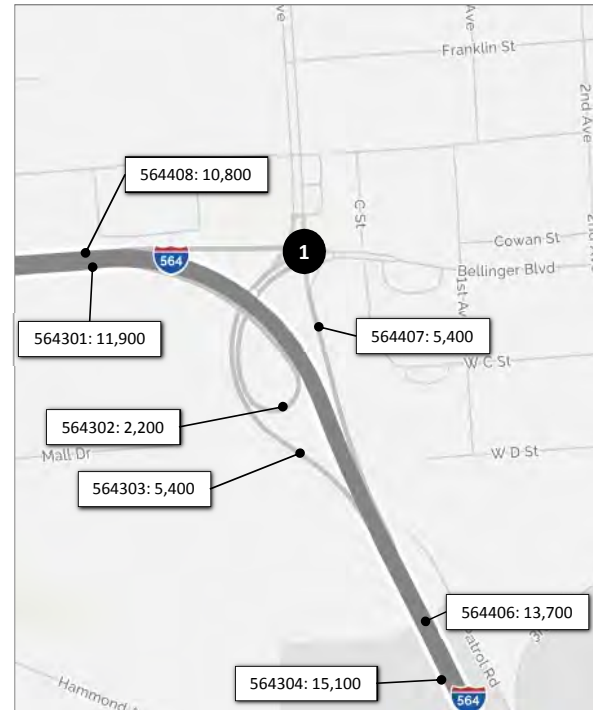 Ave
Ave
Franklin St
2nd Ave
564408: 10,800
C St
1
Cowan St
564
Bellinger Blvd
1st Av
564301: 11,900
564407: 5,400
W C St
564302: 2,200
Mall Dr
W D St
564303: 5,400
564406: 13,700
Patrol Rd
564304: 15,100
Hammond
564